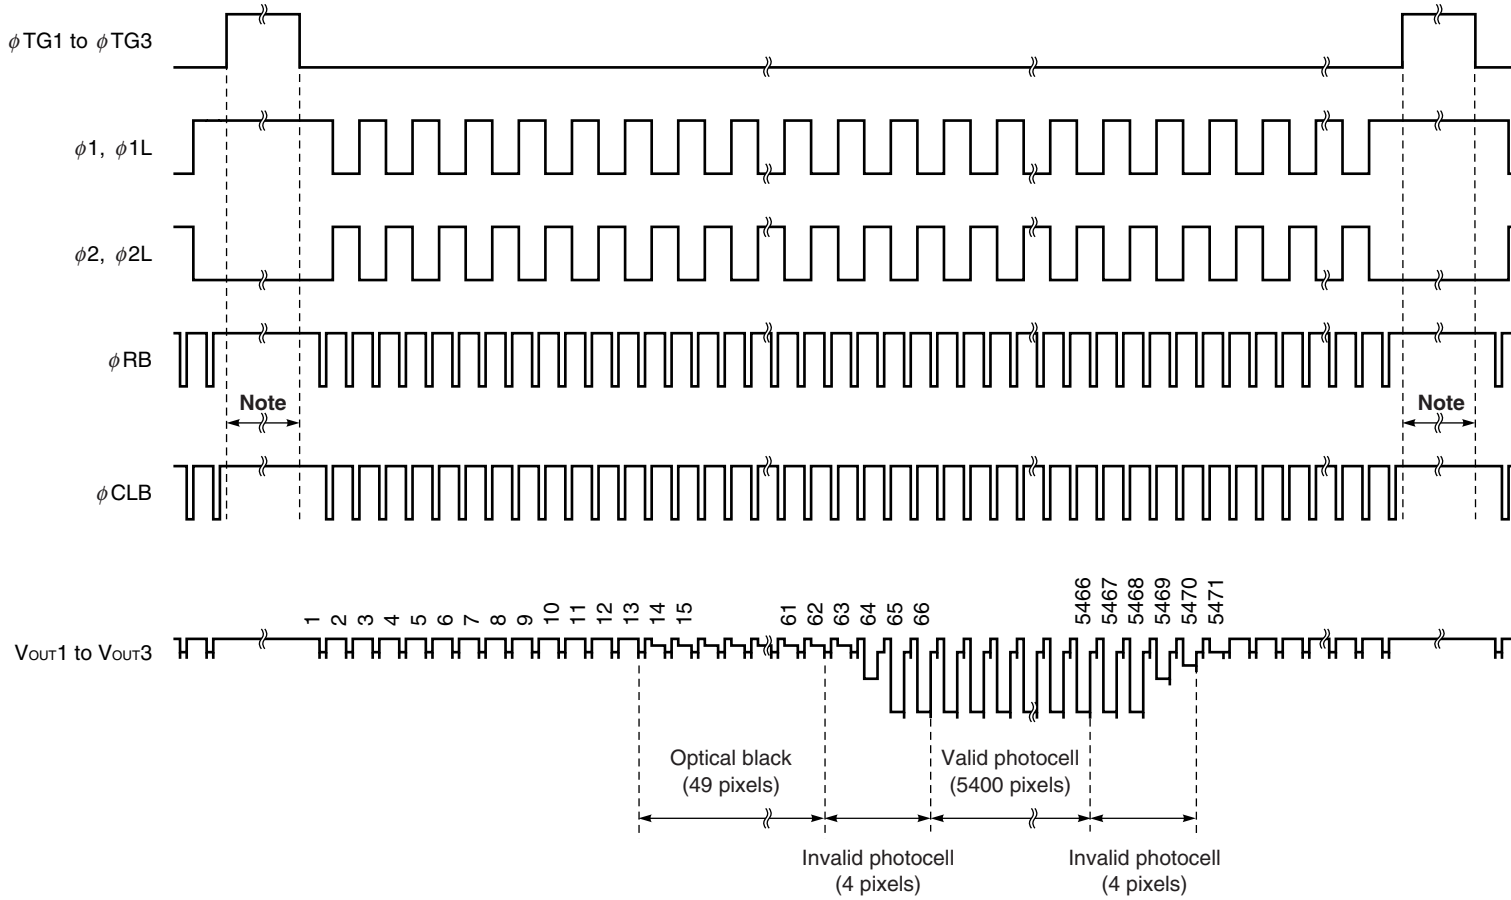 ϕTG1 to ϕTG3
ϕ1, ϕ1L
ϕ2, ϕ2L
ϕRB
Note
Note
ϕCLB
1
2
3
4
5
6
7
8
9
10
11
12
13
14
15
61
62
63
64
65
66
5466
5467
5468
5469
5470
5471
VOUT1 to VOUT3
Optical black
(49 pixels)
Valid photocell
(5400 pixels)
Invalid photocell
(4 pixels)
Invalid photocell
(4 pixels)